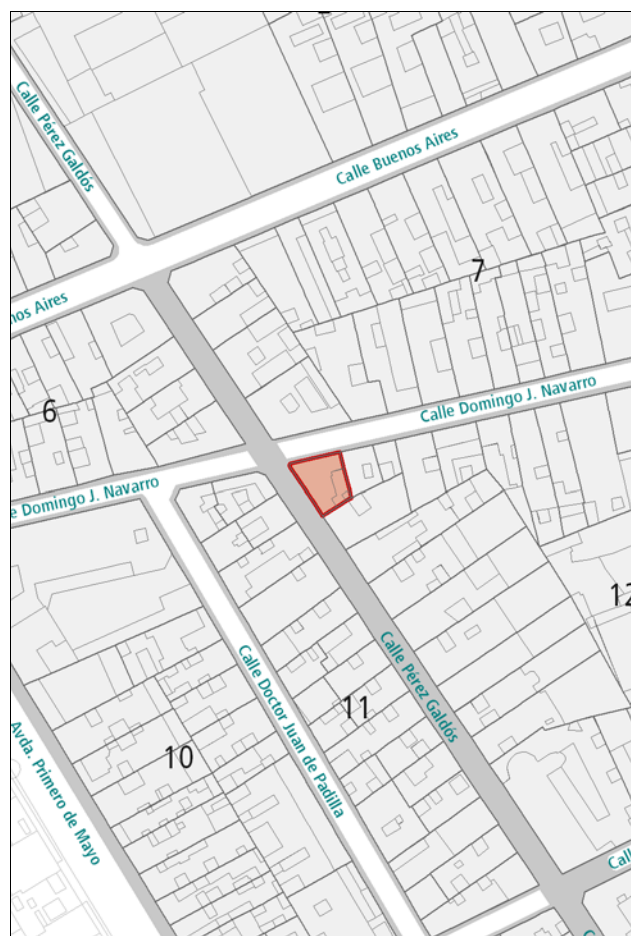 Calle Pérez Galdós
Calle Buenos Aires
7
nos Aires
6
Calle Domingo J. Navarro
e Domingo J. Navarro
12
Calle Pérez Galdós
Calle Doctor Juan de Padilla
11
10
Avda. Primero de Mayo
Call